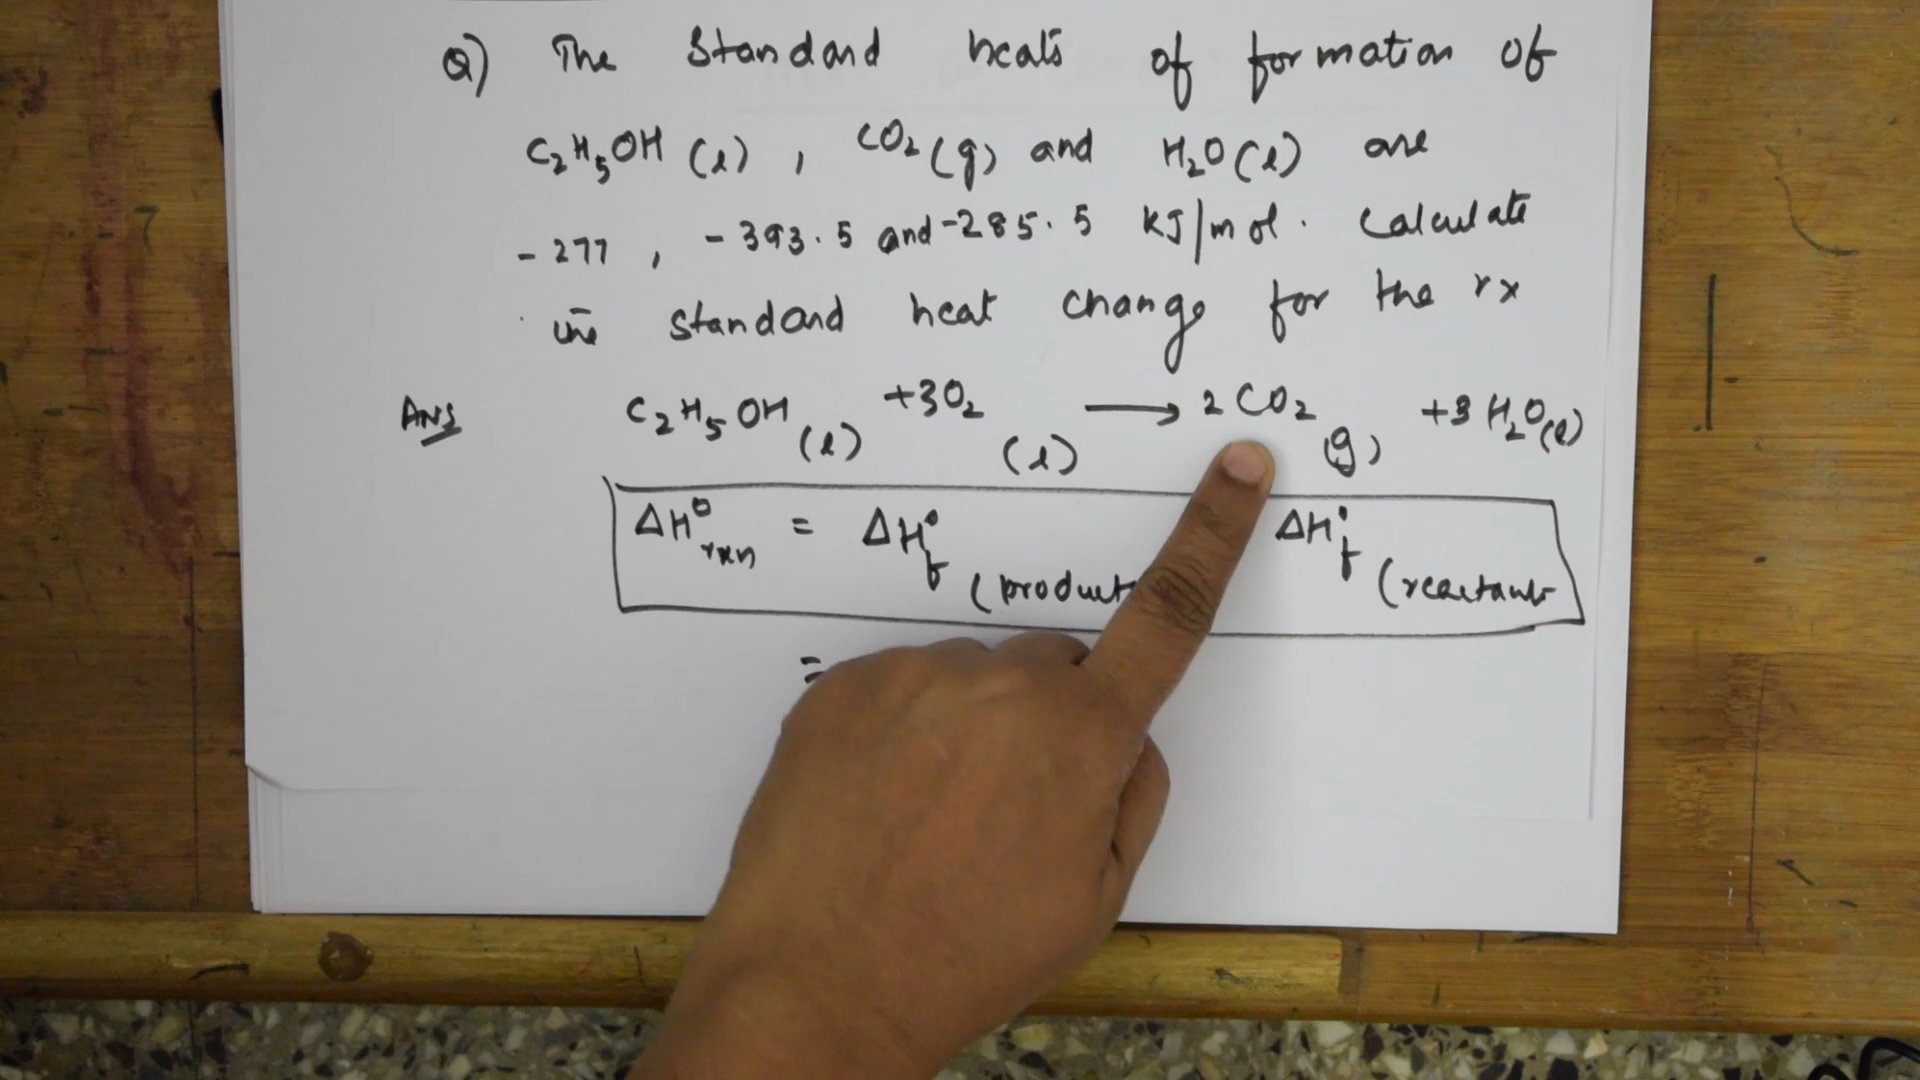 Q) The Standard heats of formation of
C₂H₅OH (l) , CO₂ (g) and H₂O (l) are
-277 , -393.5 and -285.5 KJ/mol. Calculate
the standard heat change for the rx
Ans C₂H₅OH (l) +3O₂ (l) → 2CO₂ (g) +3H₂O(l)
ΔH°rxn = ΔH°f (product ΔH°f (reactant
=